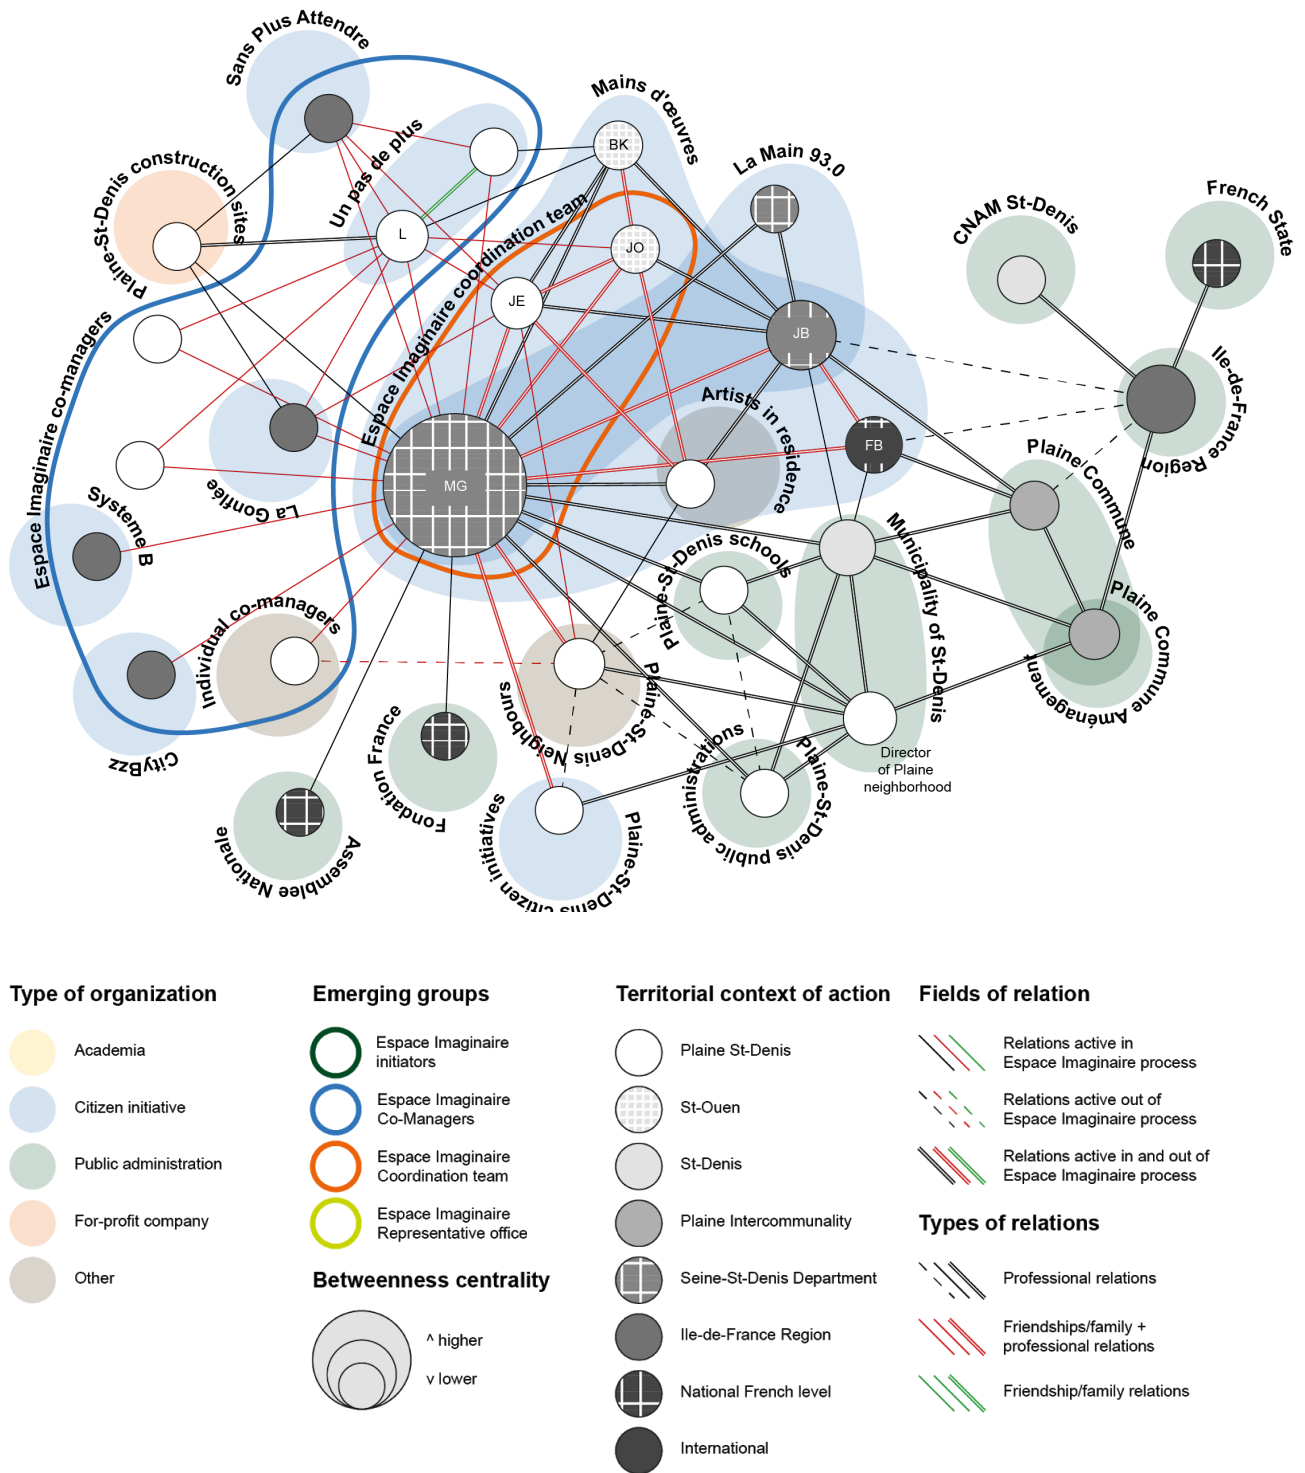 Sans Plus Attendre
Mains d'œuvres
La Main 93.0
French State
CNAM St-Denis
Plaine-St-Denis construction sites
Un pas de plus
BK
L
JO
JE
JB
Espace Imaginaire coordination team
Espace Imaginaire co-managers
Artists in residence
Ile-de-France Region
FB
MG
La Gonflée
Systeme B
Plaine Commune
Municipality of St-Denis
Plaine-St-Denis schools
Individual co-managers
Plaine Commune Aménagement
Plaine-St-Denis Neighbours
CityBzz
Fondation France
Director
of Plaine
neighborhood
Plaine-St-Denis public administrations
Plaine-St-Denis citizen initiatives
Assemblee Nationale
Type of organization
Academia
Citizen initiative
Public administration
For-profit company
Other
Emerging groups
Espace Imaginaire
initiators
Espace Imaginaire
Co-Managers
Espace Imaginaire
Coordination team
Espace Imaginaire
Representative office
Betweenness centrality
^ higher
v lower
Territorial context of action
Plaine St-Denis
St-Ouen
St-Denis
Plaine Intercommunality
Seine-St-Denis Department
Ile-de-France Region
National French level
International
Fields of relation
Relations active in
Espace Imaginaire process
Relations active out of
Espace Imaginaire process
Relations active in and out of
Espace Imaginaire process
Types of relations
Professional relations
Friendships/family +
professional relations
Friendship/family relations